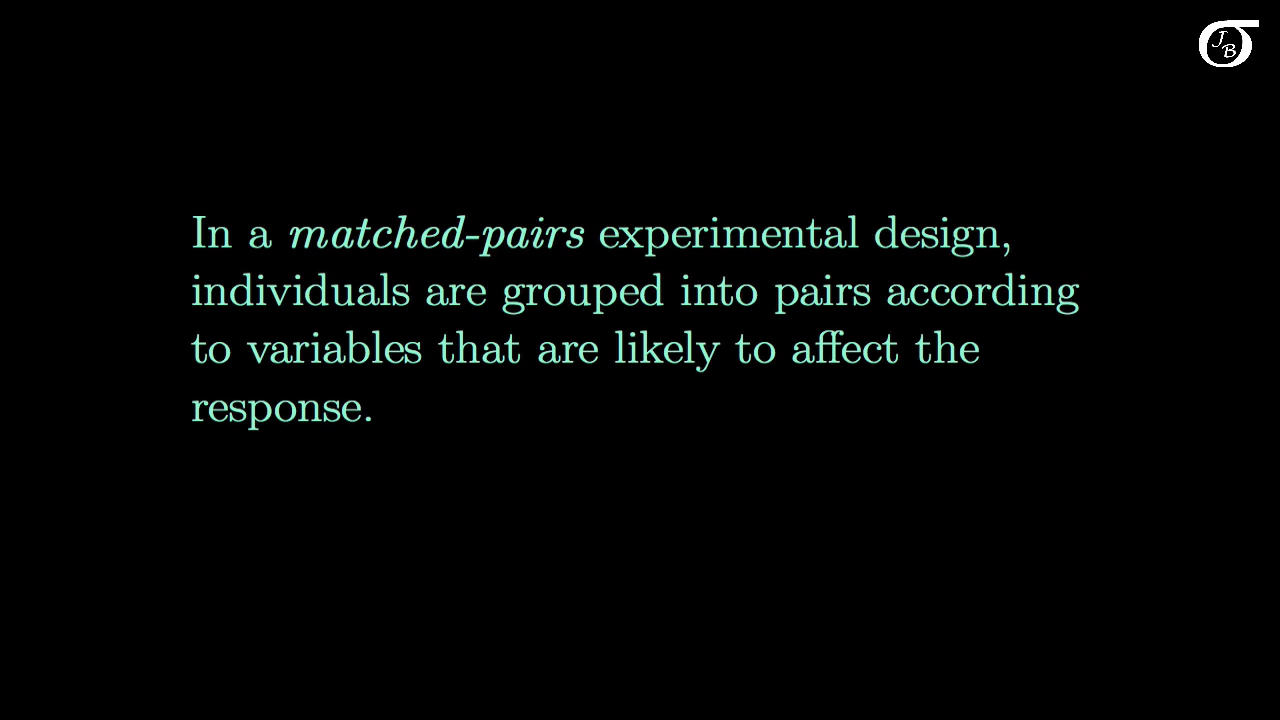 J
B
In a matched-pairs experimental design,
individuals are grouped into pairs according
to variables that are likely to affect the
response.